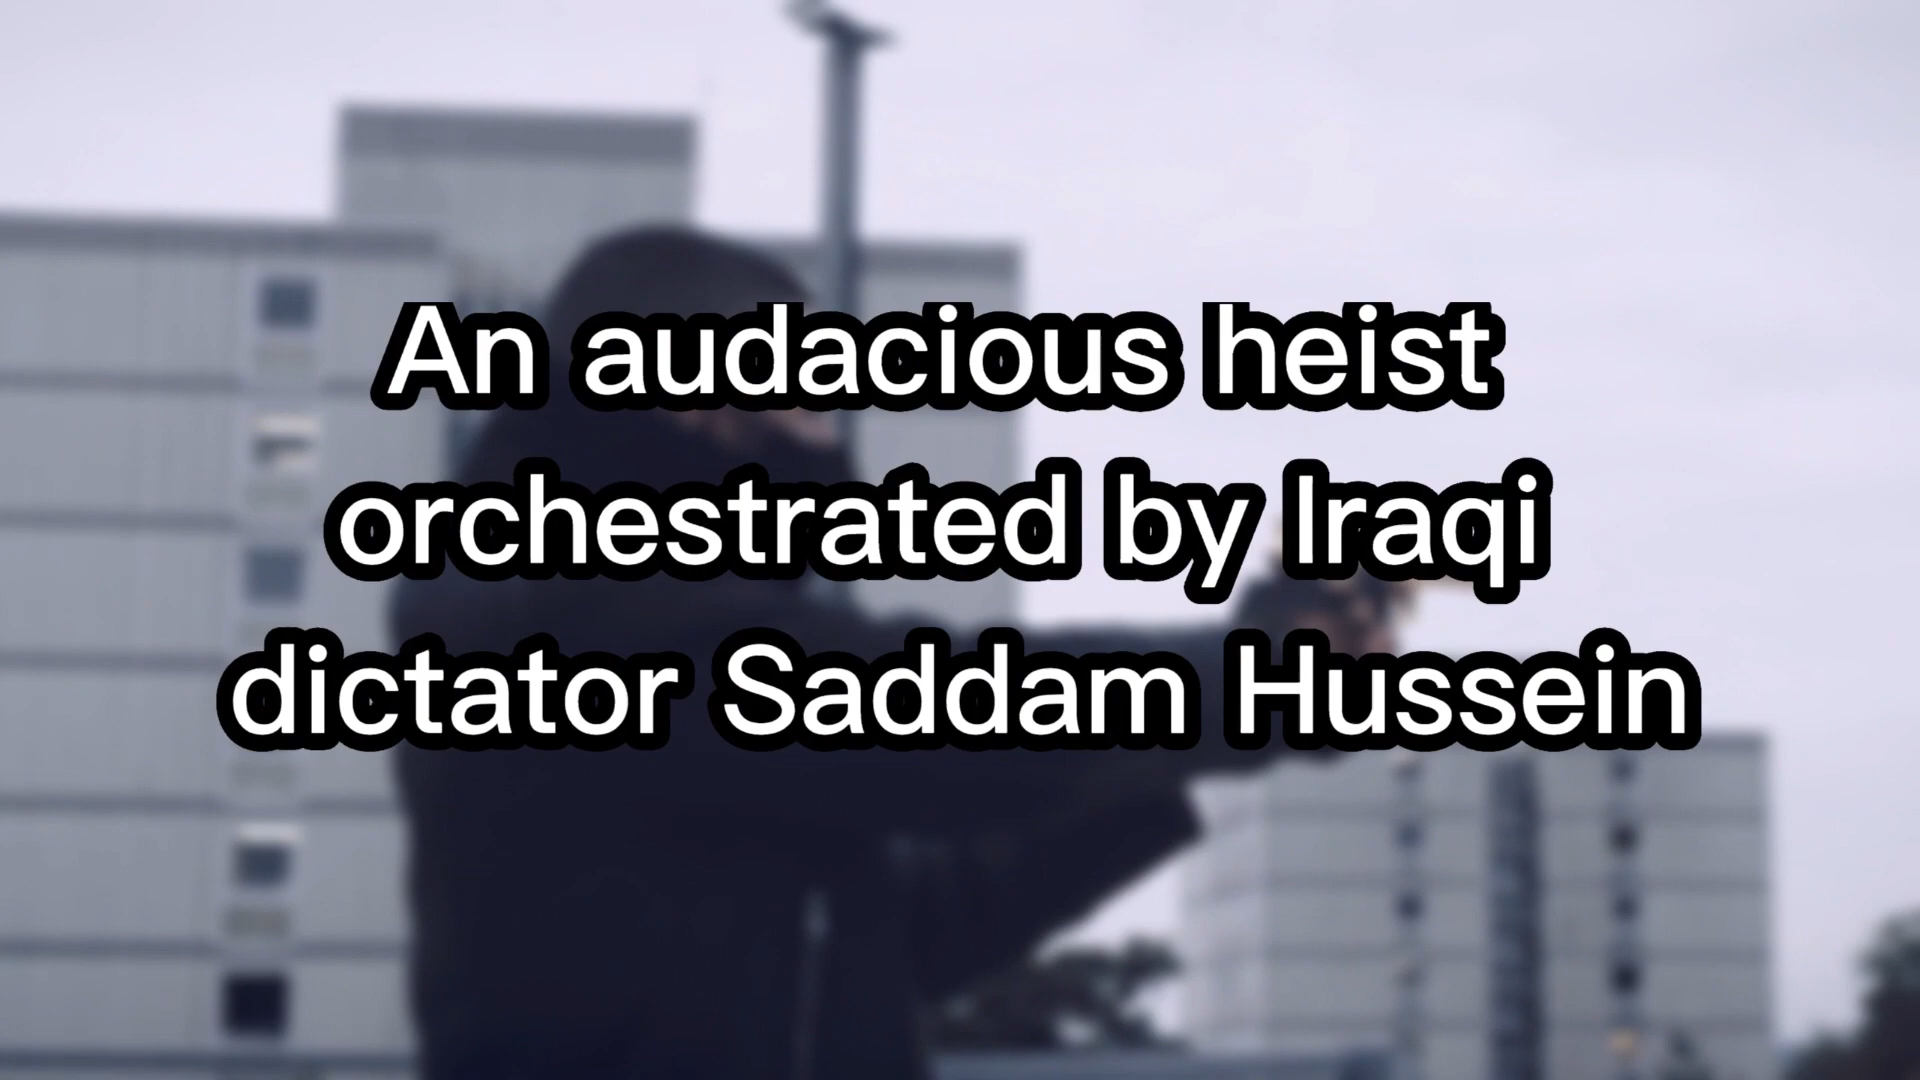 An audacious heist
orchestrated by Iraqi
dictator Saddam Hussein